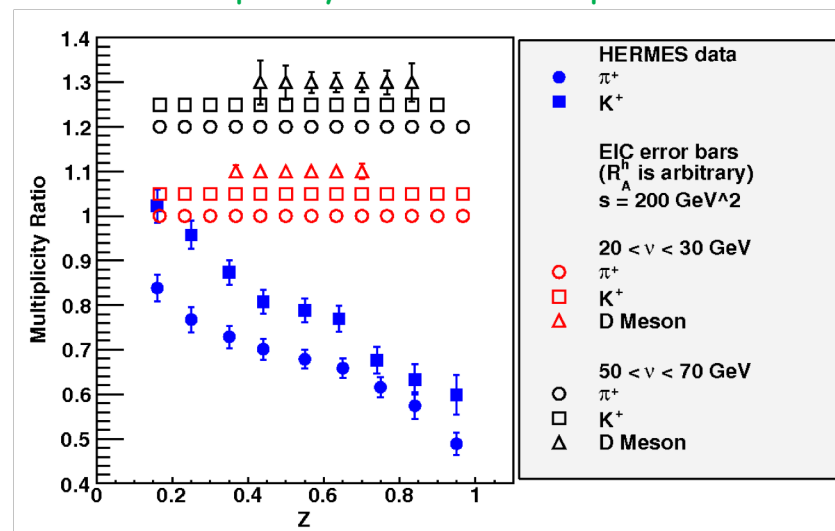 1.4
1.3
1.2
1.1
1
0.9
0.8
0.7
0.6
0.5
0.4
Multiplicity Ratio
0 0.2 0.4 0.6 0.8 1
Z
HERMES data
π⁺
K⁺
EIC error bars
(R_A^h is arbitrary)
s = 200 GeV^2
20 < ν < 30 GeV
π⁺
K⁺
D Meson
50 < ν < 70 GeV
π⁺
K⁺
D Meson